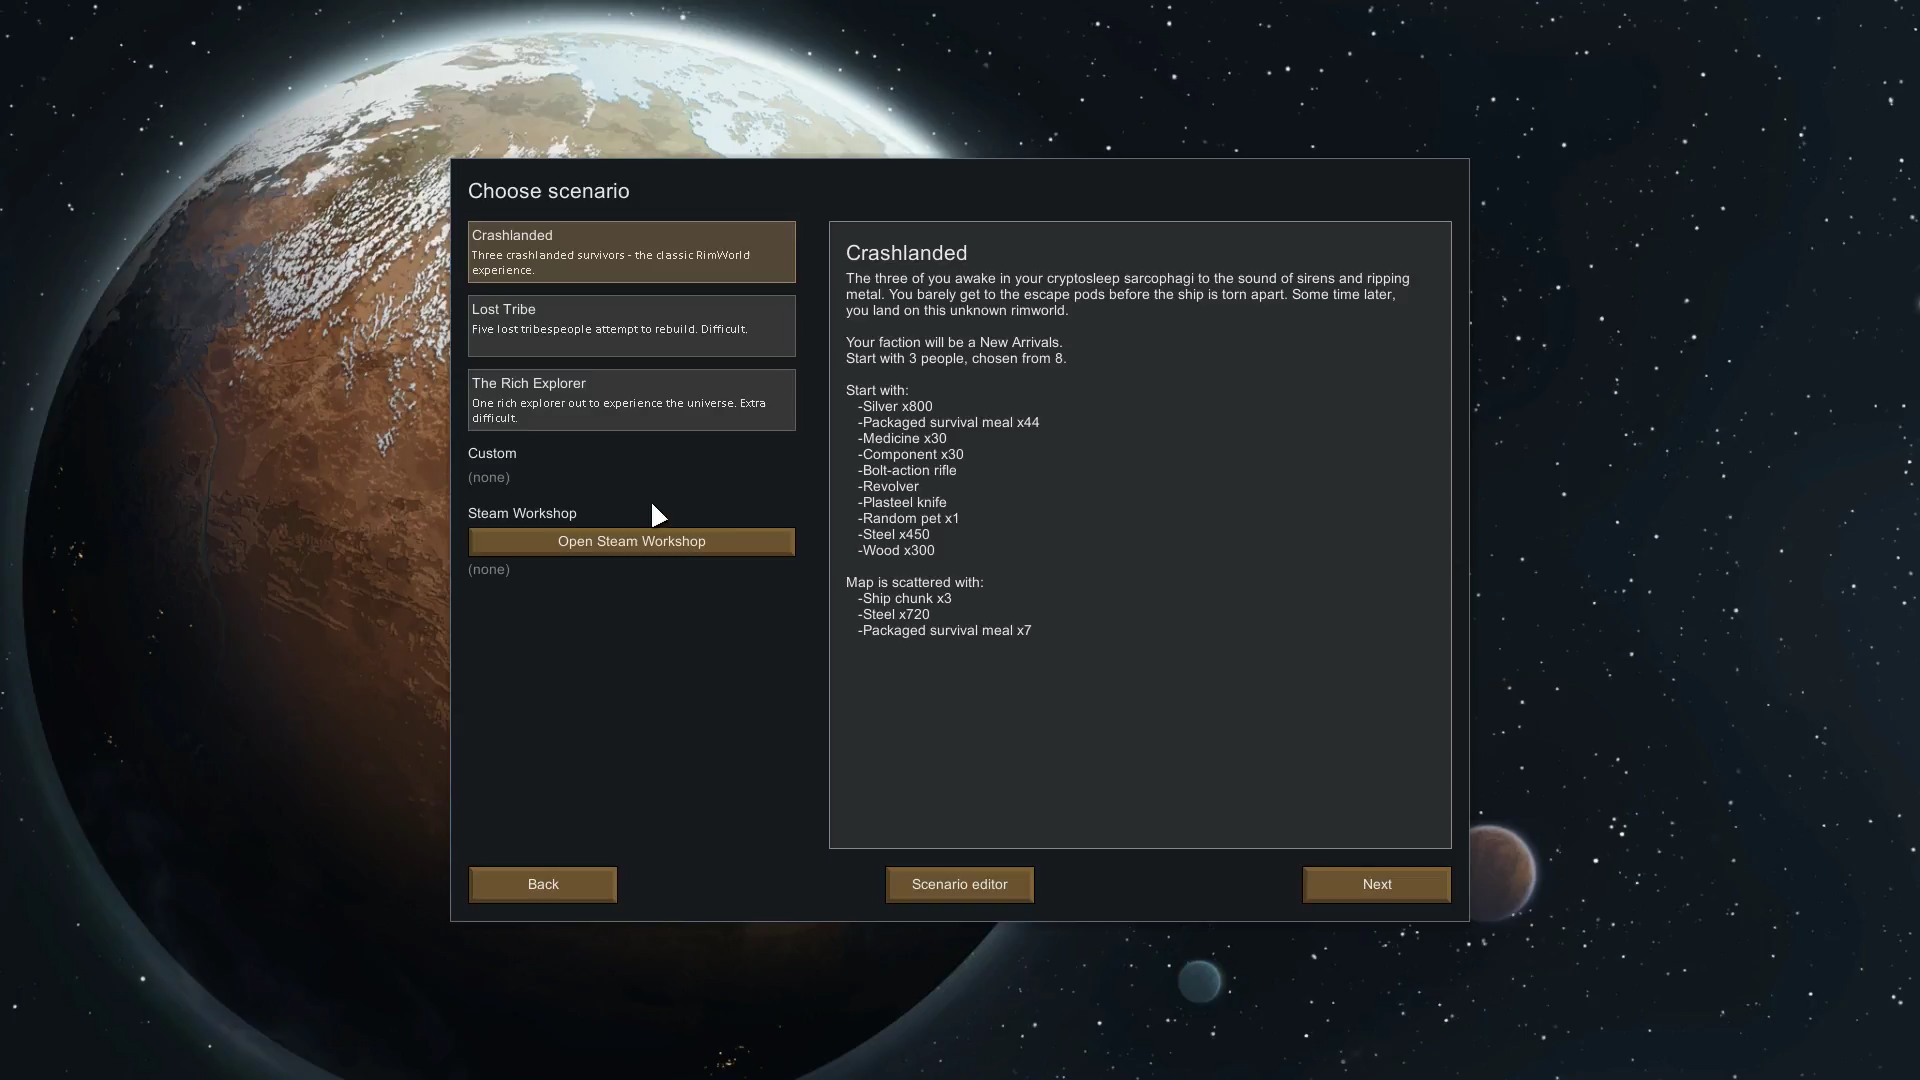 Choose scenario
Crashlanded
Three crashlanded survivors - the classic RimWorld
experience.
Lost Tribe
Five lost tribespeople attempt to rebuild. Difficult.
The Rich Explorer
One rich explorer out to experience the universe. Extra
difficult.
Custom
(none)
Steam Workshop
Open Steam Workshop
(none)
Crashlanded
The three of you awake in your cryptosleep sarcophagi to the sound of sirens and ripping
metal. You barely get to the escape pods before the ship is torn apart. Some time later,
you land on this unknown rimworld.
Your faction will be a New Arrivals.
Start with 3 people, chosen from 8.
Start with:
-Silver x800
-Packaged survival meal x44
-Medicine x30
-Component x30
-Bolt-action rifle
-Revolver
-Plasteel knife
-Random pet x1
-Steel x450
-Wood x300
Map is scattered with:
-Ship chunk x3
-Steel x720
-Packaged survival meal x7
Back
Scenario editor
Next